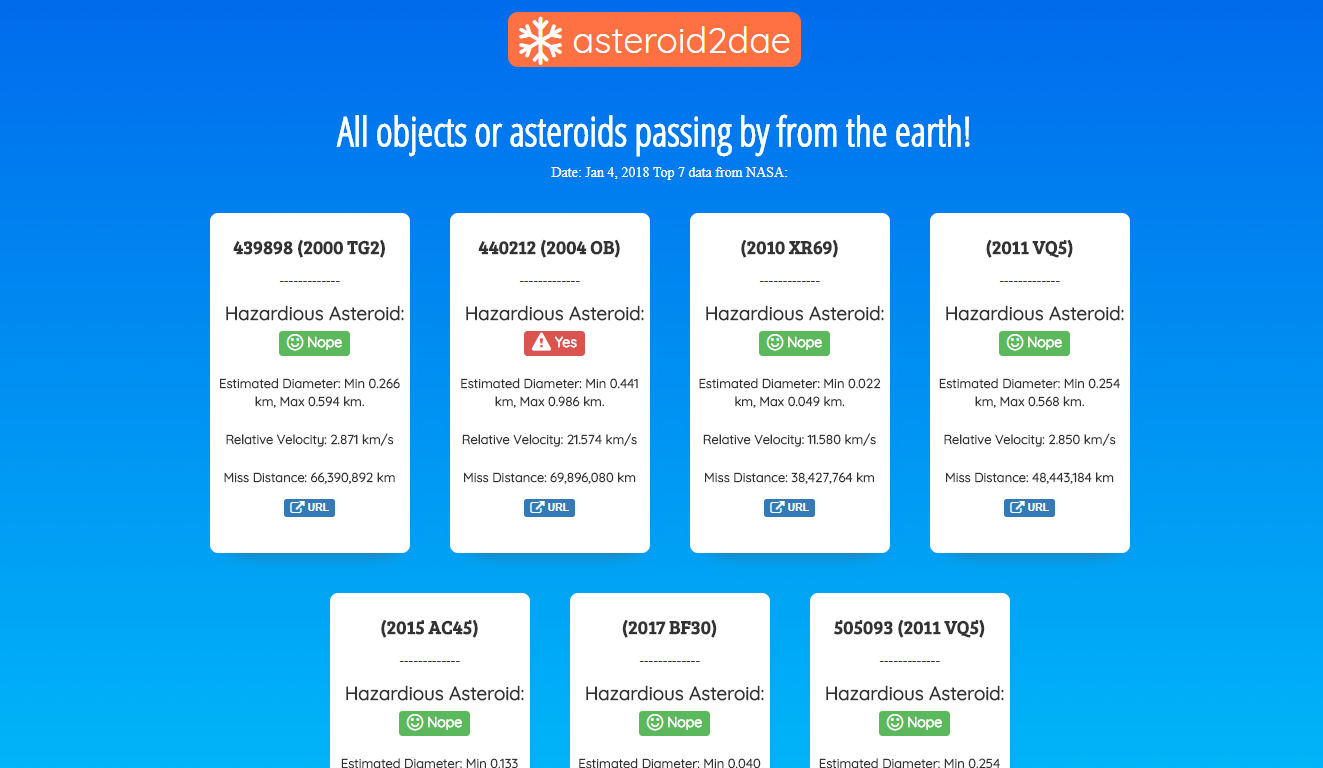 asteroid2dae
All objects or asteroids passing by from the earth!
Date: Jan 4, 2018 Top 7 data from NASA:
439898 (2000 TG2)
-------------
Hazardious Asteroid:
Nope
Estimated Diameter: Min 0.266
km, Max 0.594 km.
Relative Velocity: 2.871 km/s
Miss Distance: 66,390,892 km
URL
440212 (2004 OB)
-------------
Hazardious Asteroid:
Yes
Estimated Diameter: Min 0.441
km, Max 0.986 km.
Relative Velocity: 21.574 km/s
Miss Distance: 69,896,080 km
URL
(2010 XR69)
-------------
Hazardious Asteroid:
Nope
Estimated Diameter: Min 0.022
km, Max 0.049 km.
Relative Velocity: 11.580 km/s
Miss Distance: 38,427,764 km
URL
(2011 VQ5)
-------------
Hazardious Asteroid:
Nope
Estimated Diameter: Min 0.254
km, Max 0.568 km.
Relative Velocity: 2.850 km/s
Miss Distance: 48,443,184 km
URL
(2015 AC45)
-------------
Hazardious Asteroid:
Nope
Estimated Diameter: Min 0.133
(2017 BF30)
-------------
Hazardious Asteroid:
Nope
Estimated Diameter: Min 0.040
505093 (2011 VQ5)
-------------
Hazardious Asteroid:
Nope
Estimated Diameter: Min 0.254